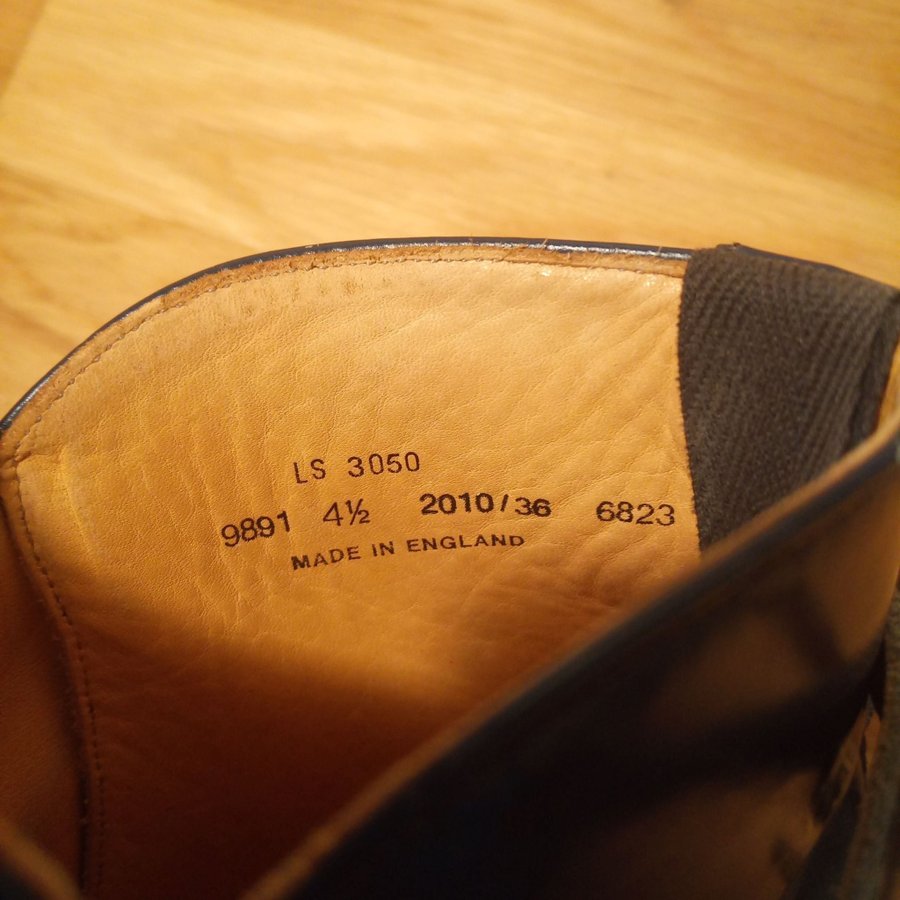 LS 3050
9891 4½ 2010/36 6823
MADE IN ENGLAND